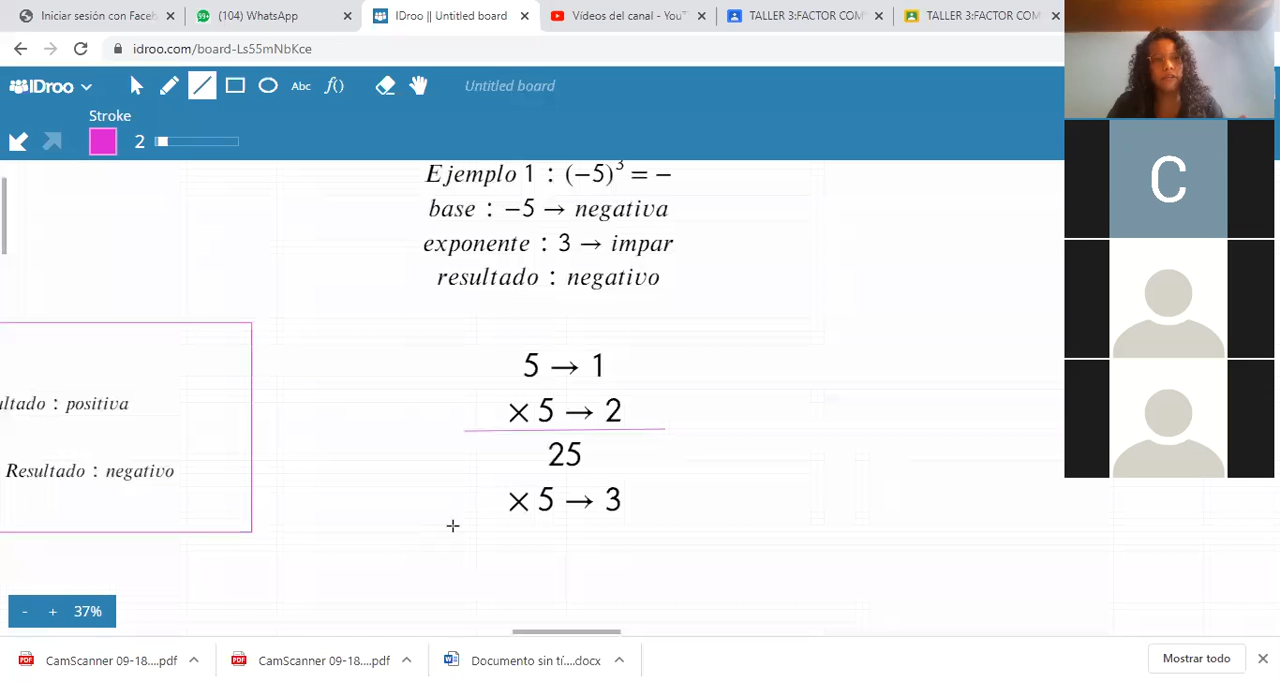 Iniciar sesión con Faceb
(104) WhatsApp
IDroo || Untitled board
Vídeos del canal - YouT
TALLER 3:FACTOR COM
TALLER 3:FACTOR COM
idroo.com/board-Ls55mNbKce
IDroo
Abc
f()
Untitled board
Stroke
2
Ejemplo 1 : (−5)³ = −
base : −5 → negativa
exponente : 3 → impar
resultado : negativo
ultado : positiva
Resultado : negativo
5 → 1
× 5 → 2
25
× 5 → 3
C
- + 37%
CamScanner 09-18....pdf
CamScanner 09-18....pdf
Documento sin tí....docx
Mostrar todo